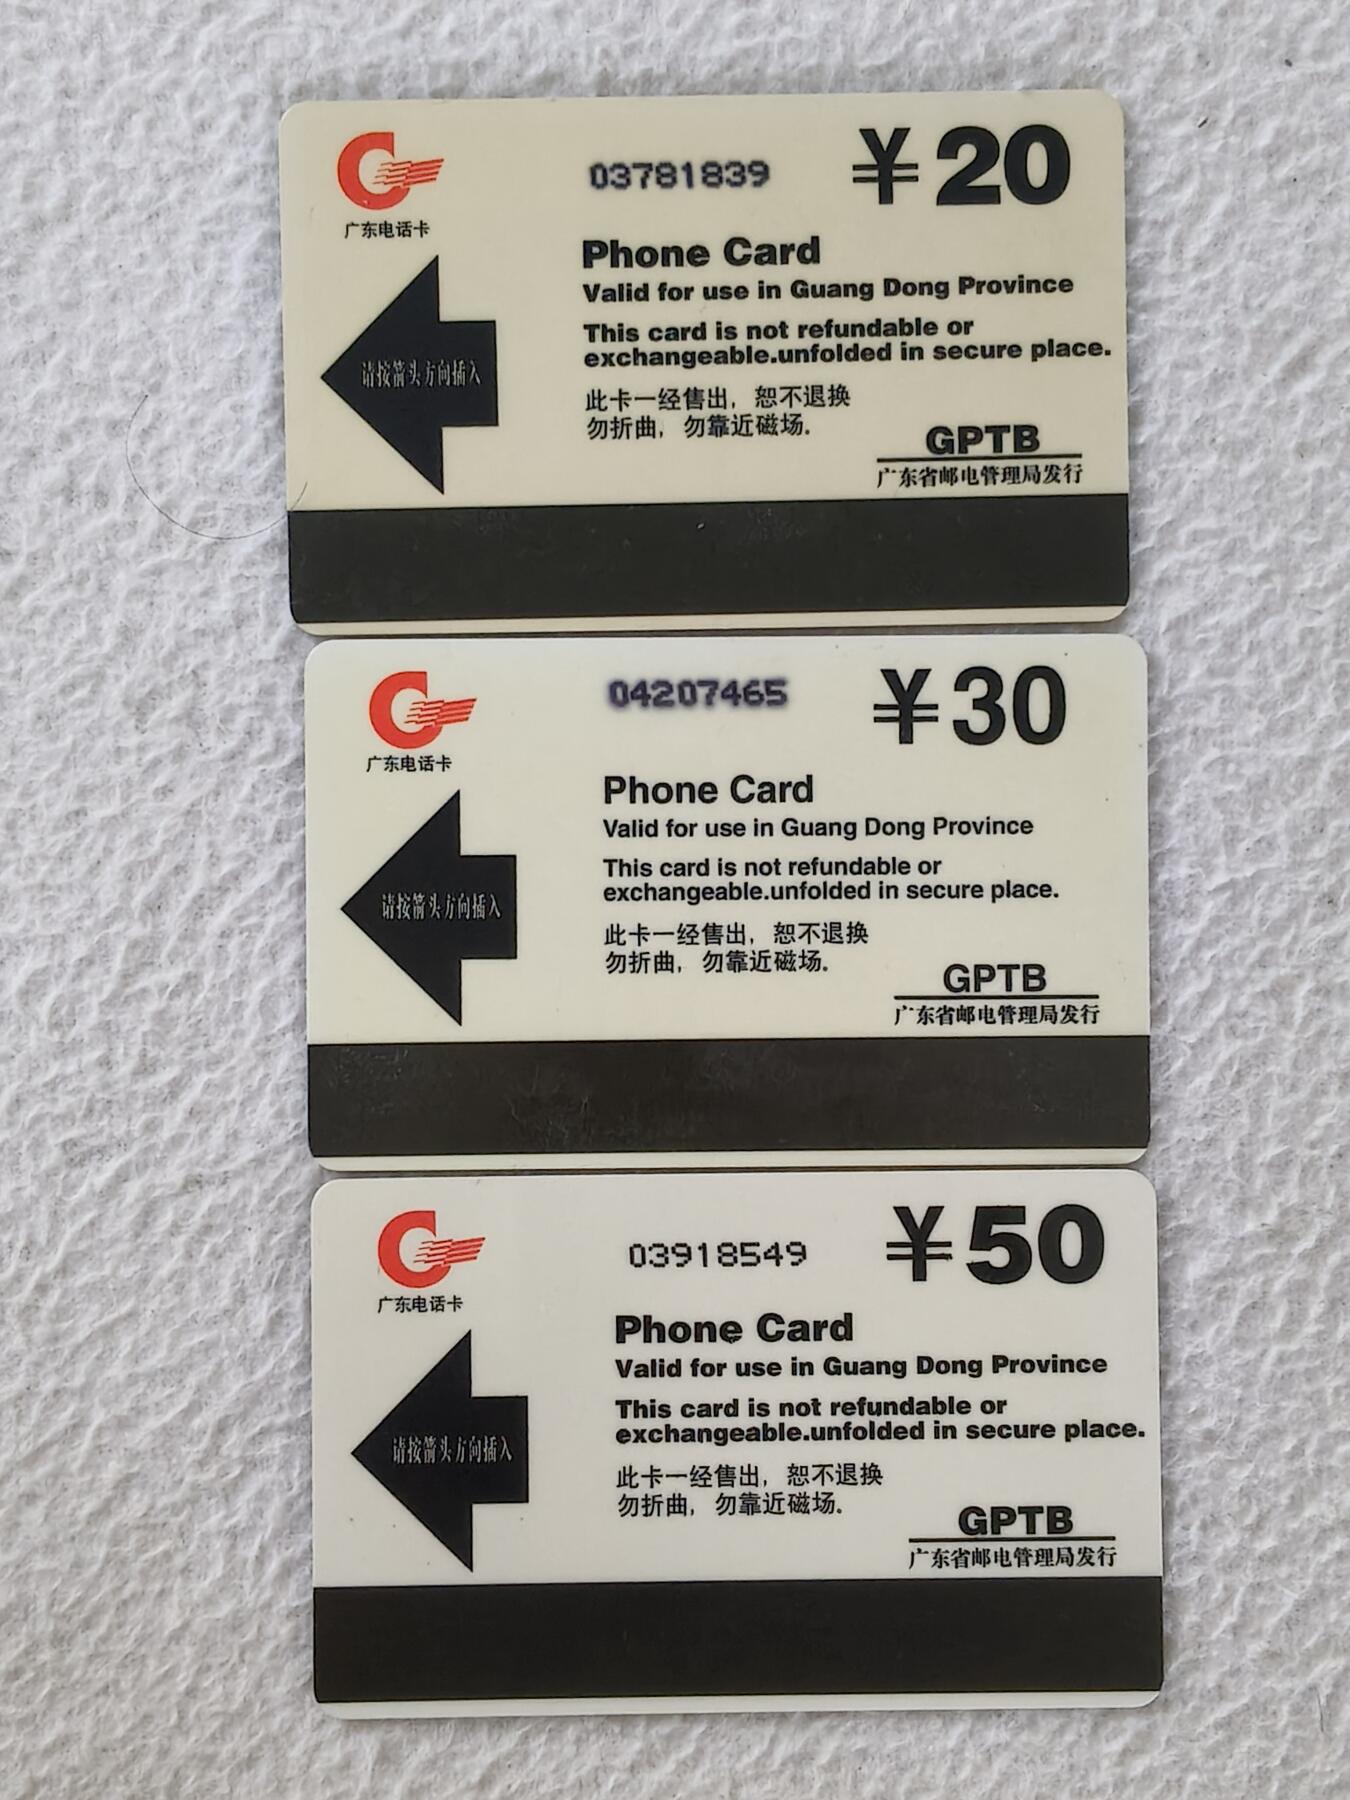 03781839
¥20
广东电话卡
Phone Card
Valid for use in Guang Dong Province
This card is not refundable or
exchangeable.unfolded in secure place.
请按箭头方向插入
此卡一经售出，恕不退换
勿折曲，勿靠近磁场.
GPTB
广东省邮电管理局发行
04207465
¥30
广东电话卡
Phone Card
Valid for use in Guang Dong Province
This card is not refundable or
exchangeable.unfolded in secure place.
请按箭头方向插入
此卡一经售出，恕不退换
勿折曲，勿靠近磁场.
GPTB
广东省邮电管理局发行
03918549
¥50
广东电话卡
Phone Card
Valid for use in Guang Dong Province
This card is not refundable or
exchangeable.unfolded in secure place.
请按箭头方向插入
此卡一经售出，恕不退换
勿折曲，勿靠近磁场.
GPTB
广东省邮电管理局发行